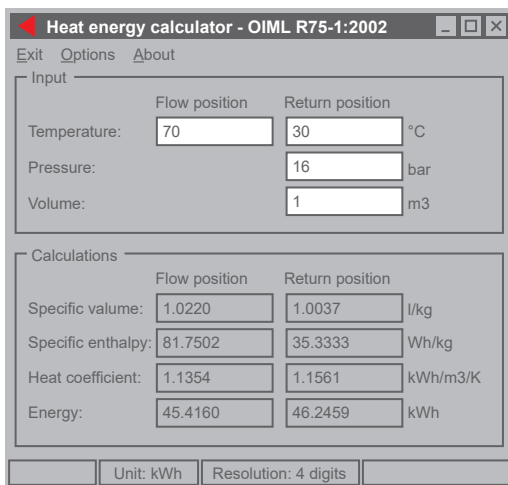 Heat energy calculator - OIML R75-1:2002
Exit Options About
Input
Flow position Return position
Temperature: 70 30 °C
Pressure: 16 bar
Volume: 1 m3
Calculations
Flow position Return position
Specific valume: 1.0220 1.0037 l/kg
Specific enthalpy: 81.7502 35.3333 Wh/kg
Heat coefficient: 1.1354 1.1561 kWh/m3/K
Energy: 45.4160 46.2459 kWh
Unit: kWh Resolution: 4 digits